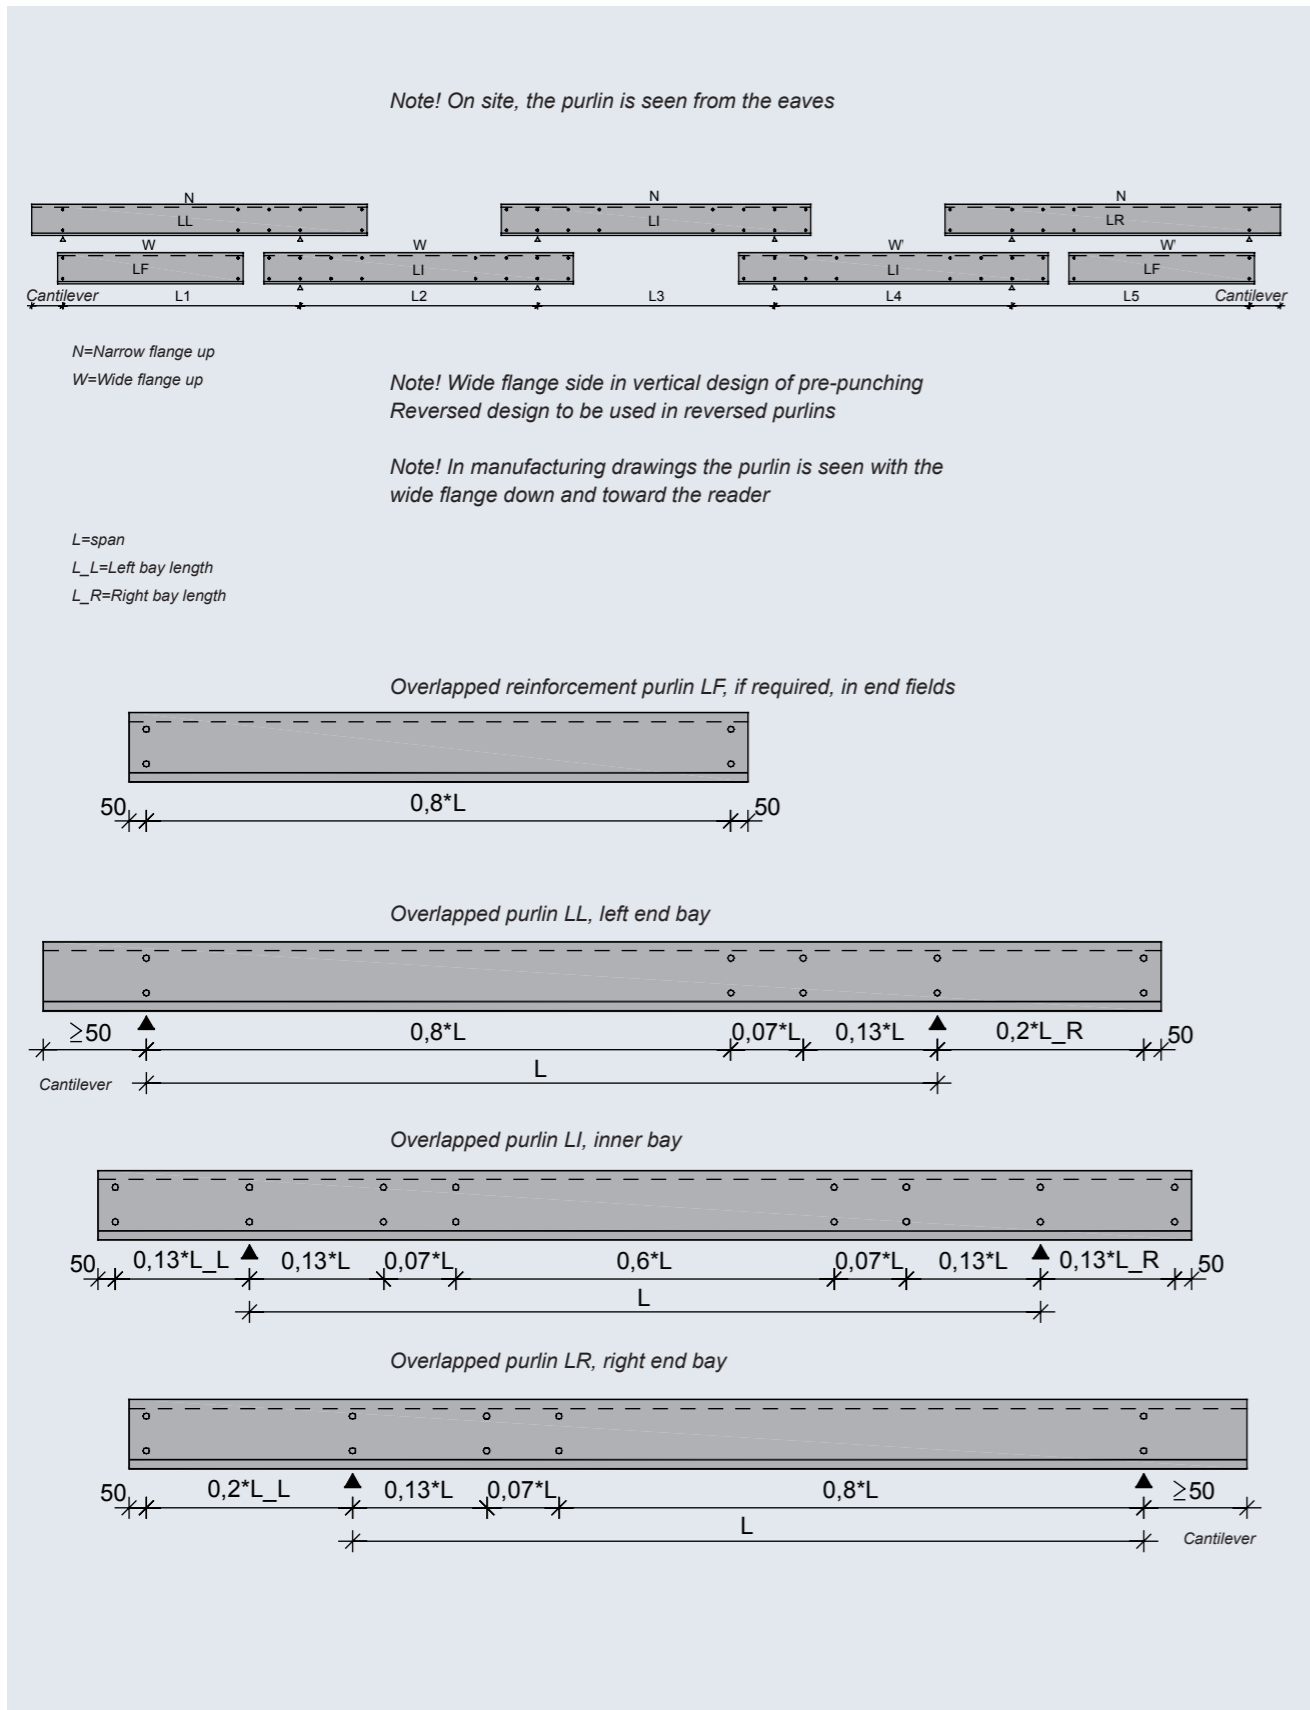 Note! On site, the purlin is seen from the eaves
N N N
LL LI LR
W W W' W'
LF LI LI LF
Cantilever L1 L2 L3 L4 L5 Cantilever
N=Narrow flange up
W=Wide flange up
Note! Wide flange side in vertical design of pre-punching
Reversed design to be used in reversed purlins
Note! In manufacturing drawings the purlin is seen with the
wide flange down and toward the reader
L=span
L_L=Left bay length
L_R=Right bay length
Overlapped reinforcement purlin LF, if required, in end fields
50 0,8*L 50
Overlapped purlin LL, left end bay
≥50 0,8*L 0,07*L 0,13*L 0,2*L_R 50
L
Cantilever
Overlapped purlin LI, inner bay
50 0,13*L_L 0,13*L 0,07*L 0,6*L 0,07*L 0,13*L 0,13*L_R 50
L
Overlapped purlin LR, right end bay
50 0,2*L_L 0,13*L 0,07*L 0,8*L ≥50
L
Cantilever